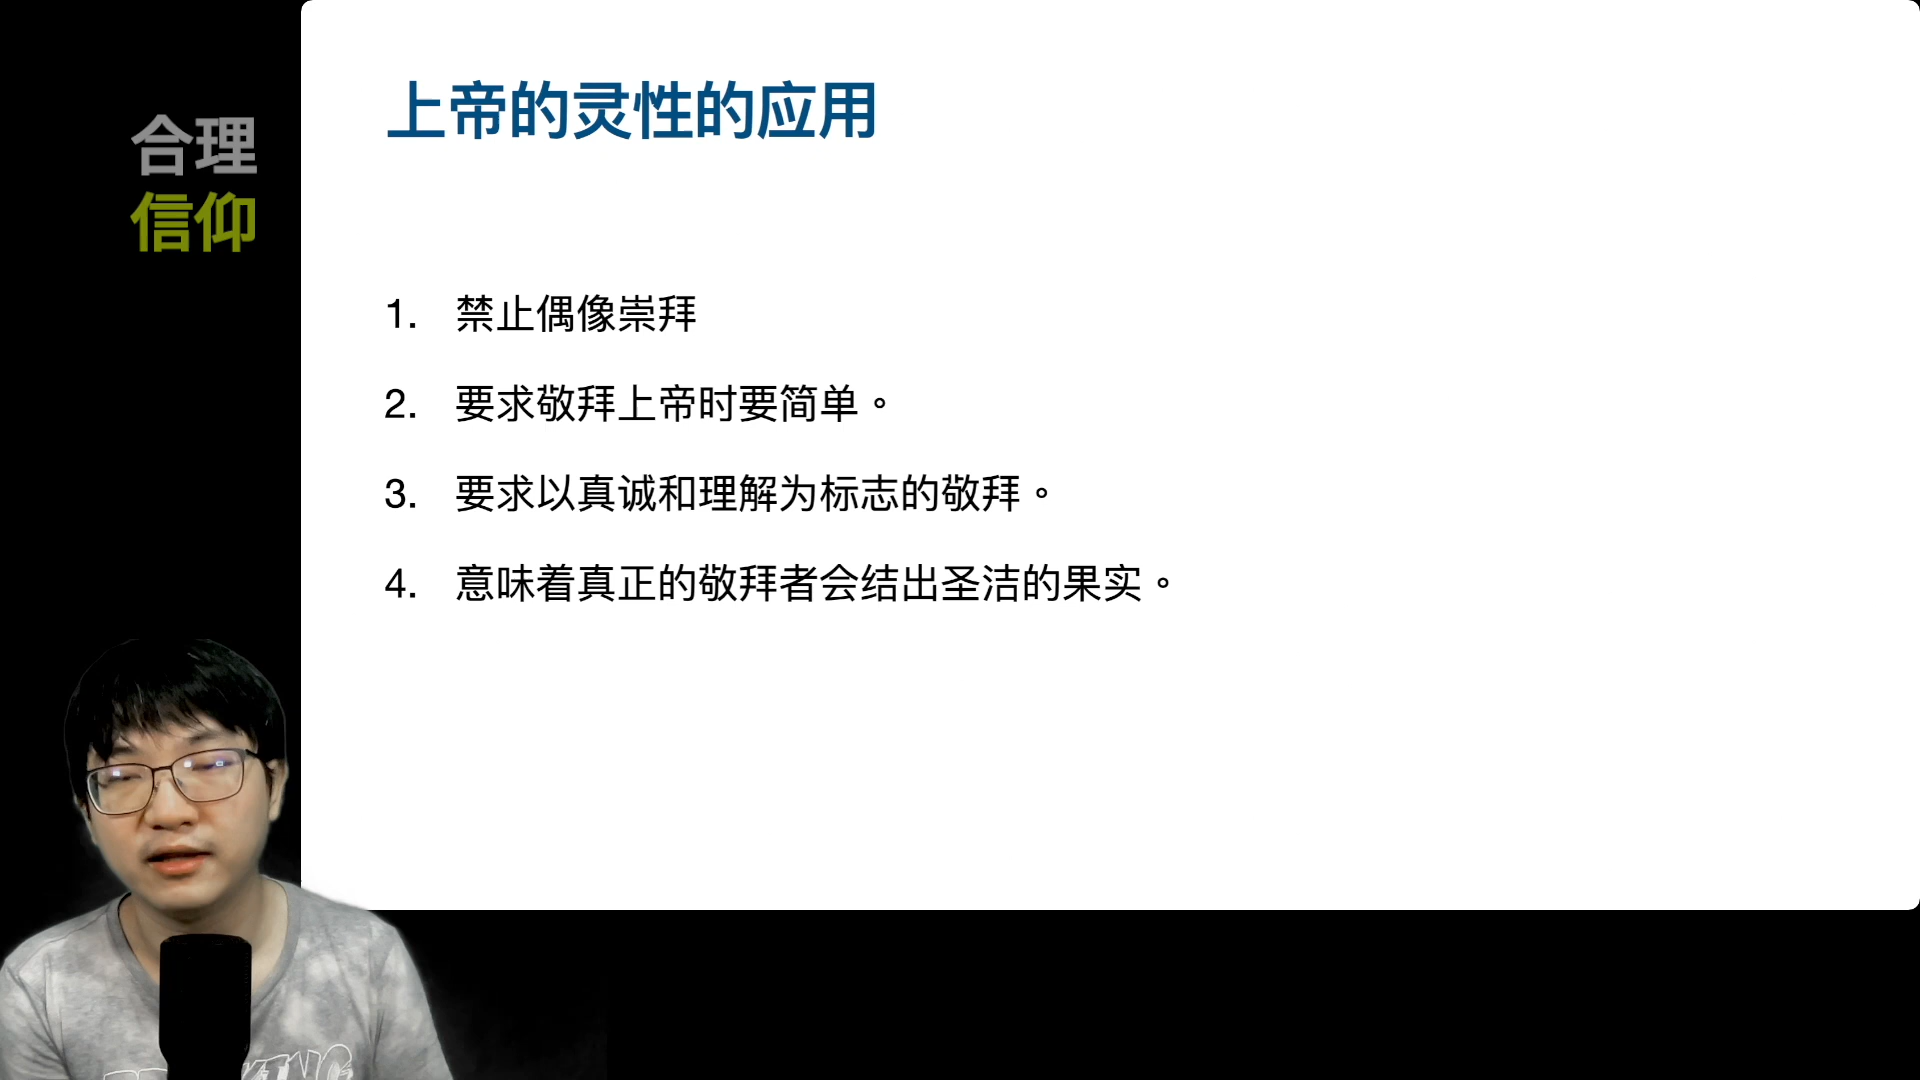 合理
信仰
上帝的灵性的应用
1. 禁止偶像崇拜
2. 要求敬拜上帝时要简单。
3. 要求以真诚和理解为标志的敬拜。
4. 意味着真正的敬拜者会结出圣洁的果实。